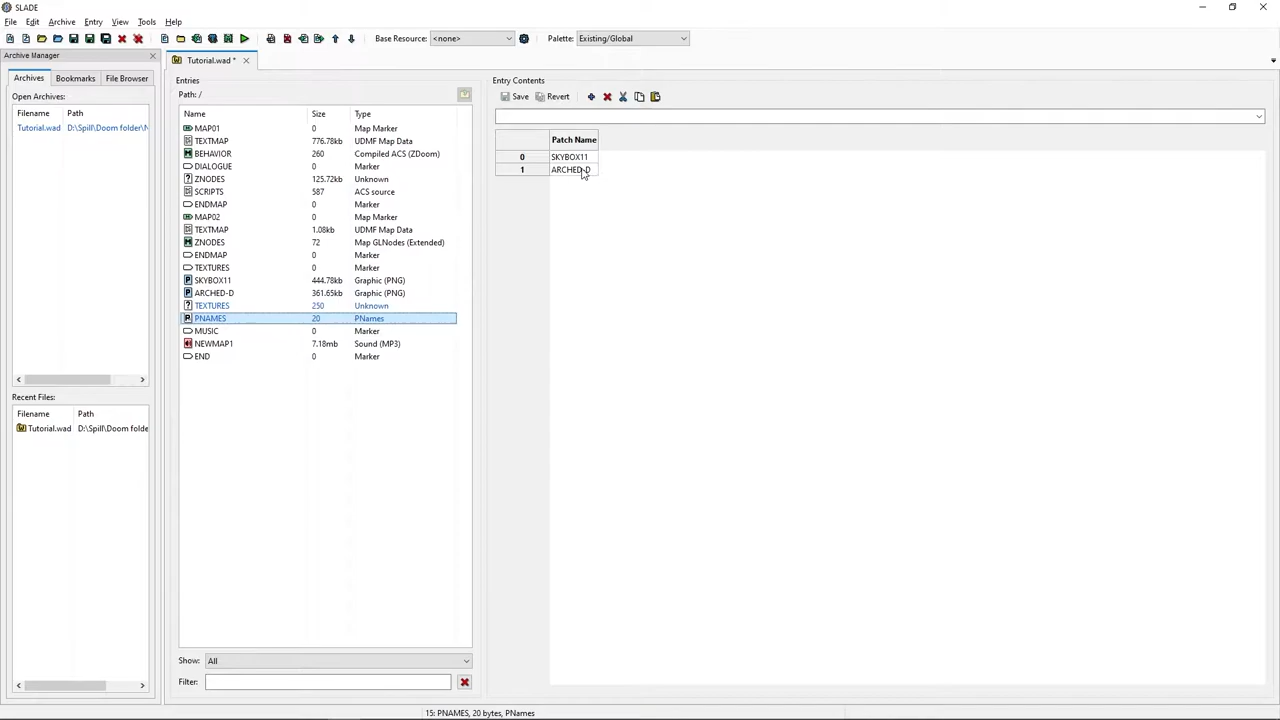 SLADE
File Edit Archive Entry View Tools Help
Base Resource: <none> Palette: Existing/Global
Archive Manager
Tutorial.wad *
Archives Bookmarks File Browser
Open Archives:
Filename Path
Tutorial.wad D:\Spill\Doom folder\N
Recent Files:
Filename Path
Tutorial.wad D:\Spill\Doom folde
Entries
Path: /
Name Size Type
MAP01 0 Map Marker
TEXTMAP 776.78kb UDMF Map Data
BEHAVIOR 260 Compiled ACS (ZDoom)
DIALOGUE 0 Marker
ZNODES 125.72kb Unknown
SCRIPTS 587 ACS source
ENDMAP 0 Marker
MAP02 0 Map Marker
TEXTMAP 1.08kb UDMF Map Data
ZNODES 72 Map GLNodes (Extended)
ENDMAP 0 Marker
TEXTURES 0 Marker
SKYBOX11 444.78kb Graphic (PNG)
ARCHED-D 361.65kb Graphic (PNG)
TEXTURES 250 Unknown
PNAMES 20 PNames
MUSIC 0 Marker
NEWMAP1 7.18mb Sound (MP3)
END 0 Marker
Show: All
Filter:
Entry Contents
Save Revert
Patch Name
0 SKYBOX11
1 ARCHED-D
15: PNAMES, 20 bytes, PNames